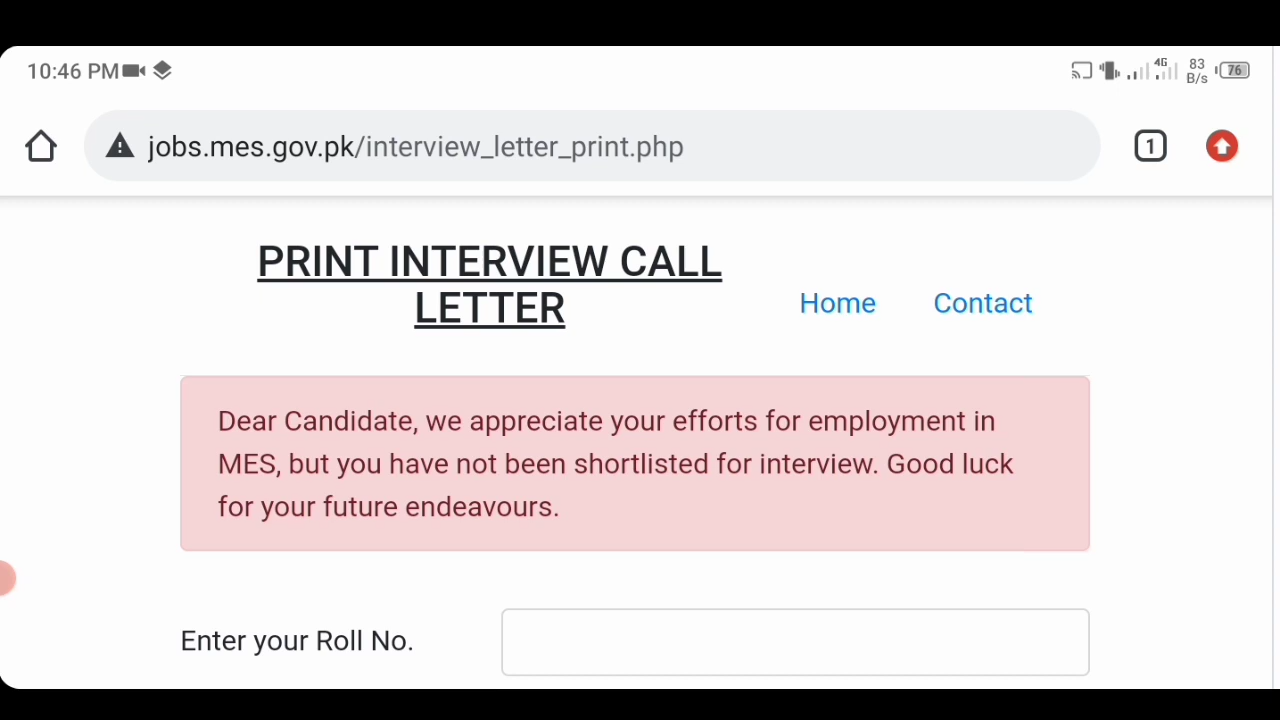 10:46 PM
4G
83
B/s
76
jobs.mes.gov.pk/interview_letter_print.php
1
PRINT INTERVIEW CALL
LETTER
Home
Contact
Dear Candidate, we appreciate your efforts for employment in
MES, but you have not been shortlisted for interview. Good luck
for your future endeavours.
Enter your Roll No.